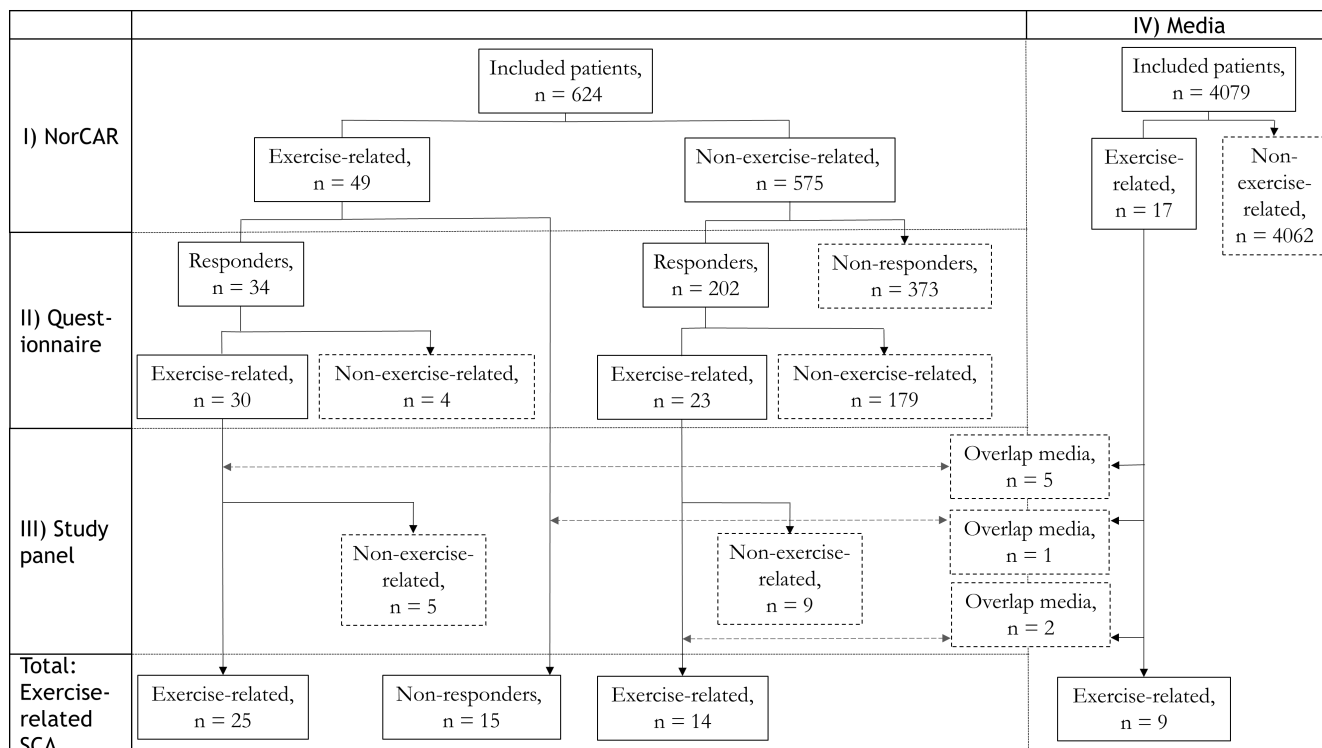 IV) Media
I) NorCAR
Included patients,
n = 624
Included patients,
n = 4079
Exercise-related,
n = 49
Non-exercise-related,
n = 575
Exercise-
related,
n = 17
Non-
exercise-
related,
n = 4062
II) Quest-
ionnaire
Responders,
n = 34
Responders,
n = 202
Non-responders,
n = 373
Exercise-related,
n = 30
Non-exercise-related,
n = 4
Exercise-related,
n = 23
Non-exercise-related,
n = 179
III) Study
panel
Overlap media,
n = 5
Non-exercise-
related,
n = 5
Non-exercise-
related,
n = 9
Overlap media,
n = 1
Overlap media,
n = 2
Total:
Exercise-
related
SCA
Exercise-related,
n = 25
Non-responders,
n = 15
Exercise-related,
n = 14
Exercise-related,
n = 9